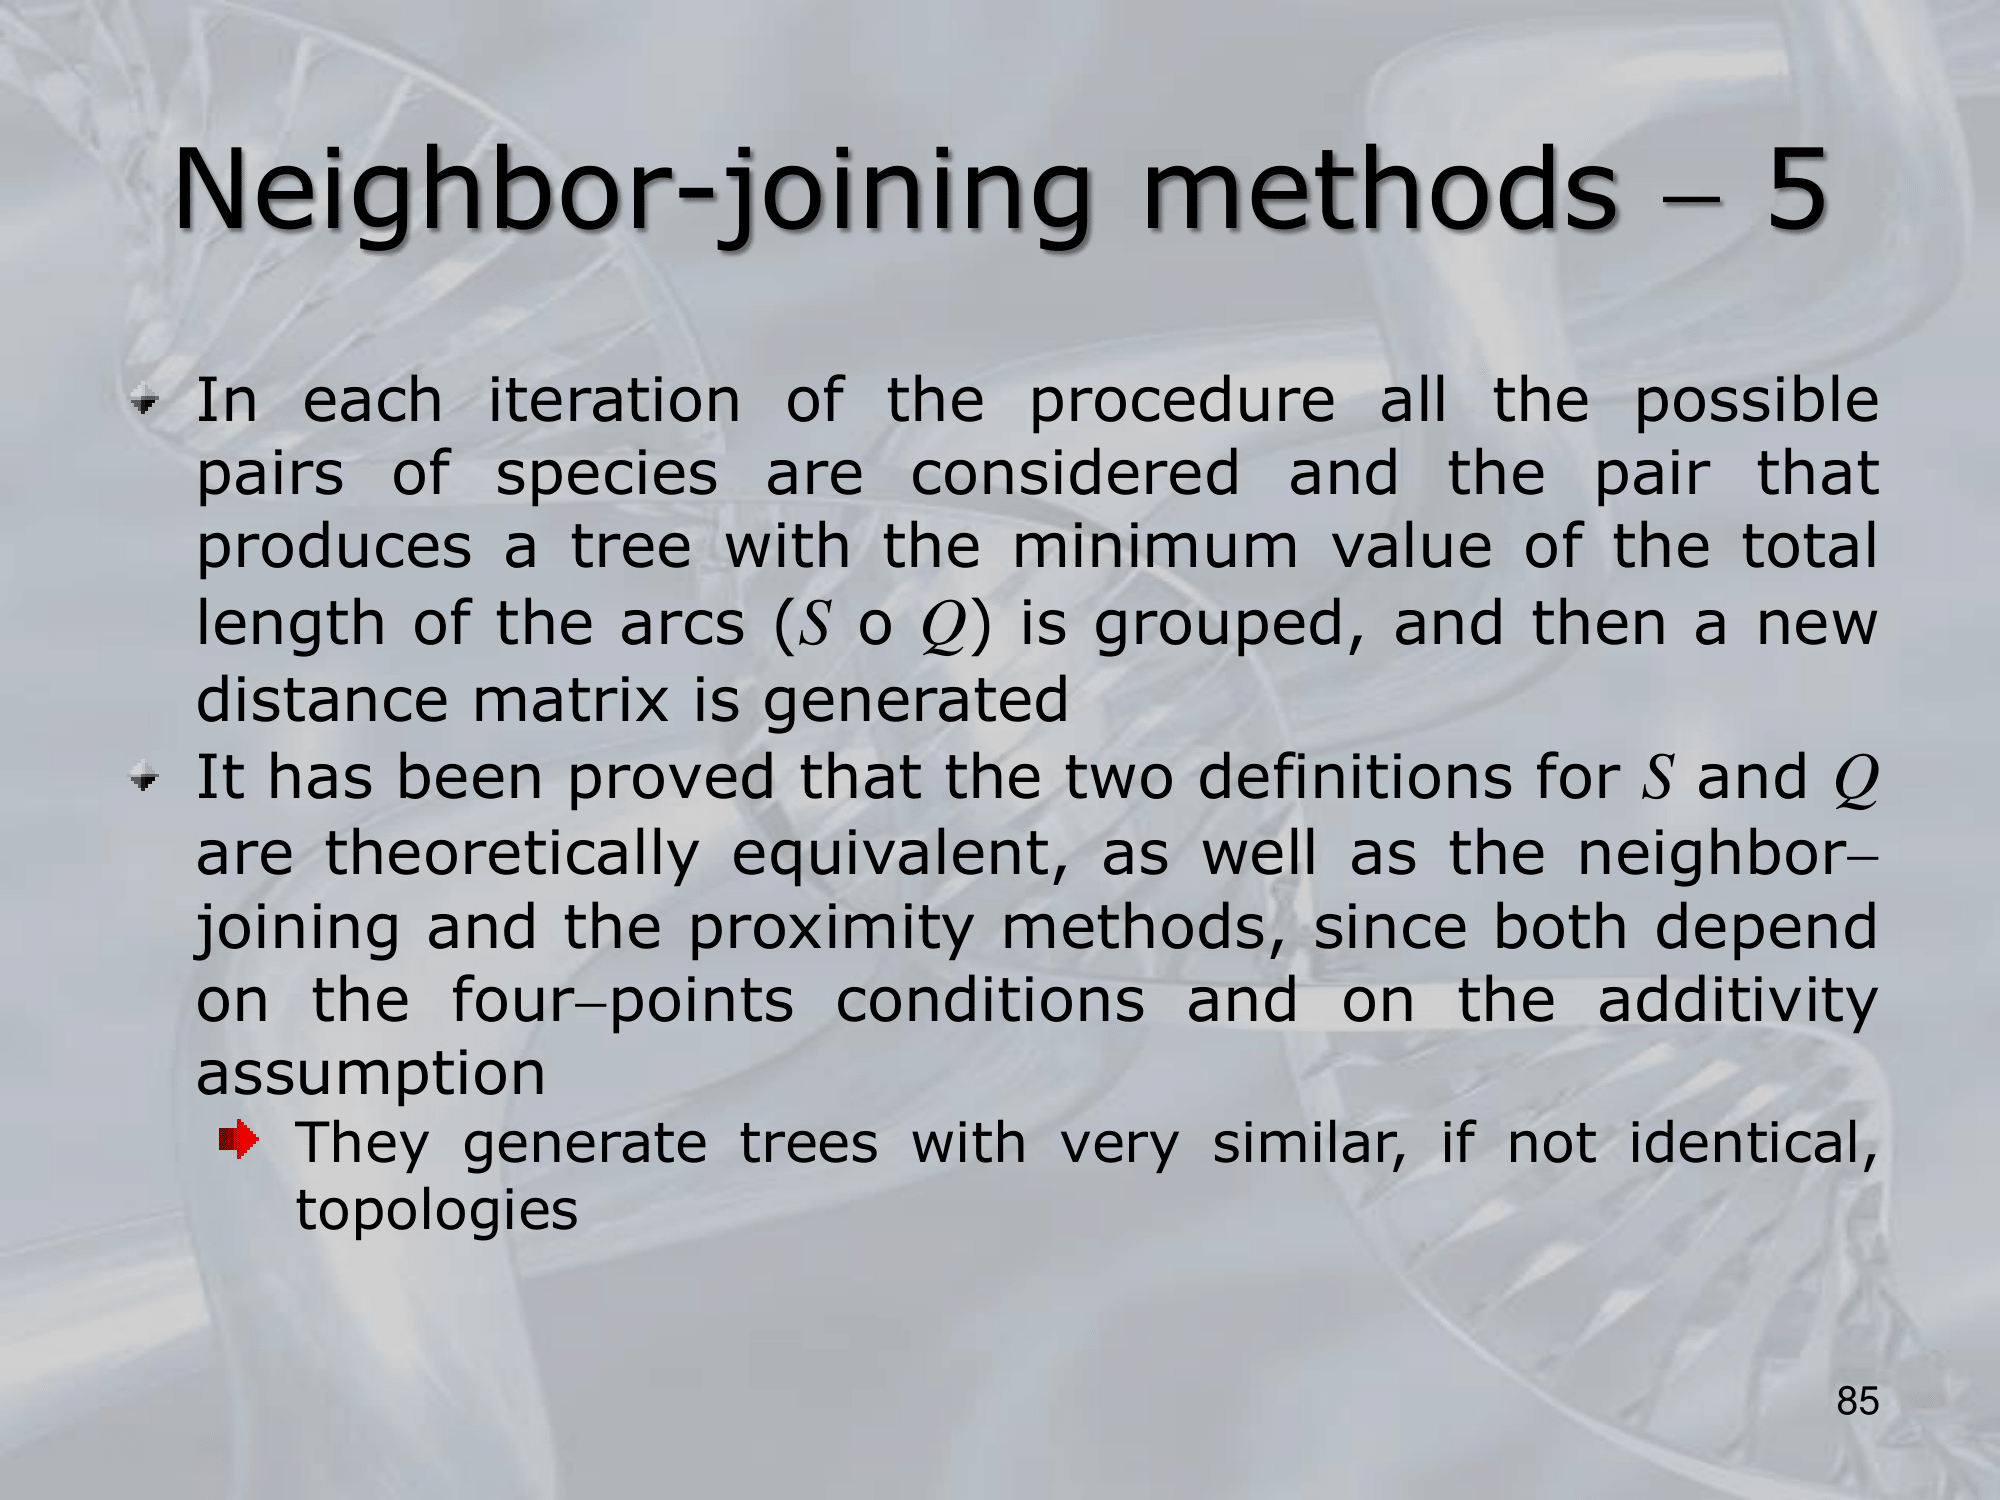 Neighbor-joining methods – 5
In each iteration of the procedure all the possible
pairs of species are considered and the pair that
produces a tree with the minimum value of the total
length of the arcs (S o Q) is grouped, and then a new
distance matrix is generated
It has been proved that the two definitions for S and Q
are theoretically equivalent, as well as the neighbor–
joining and the proximity methods, since both depend
on the four–points conditions and on the additivity
assumption
They generate trees with very similar, if not identical,
topologies
85